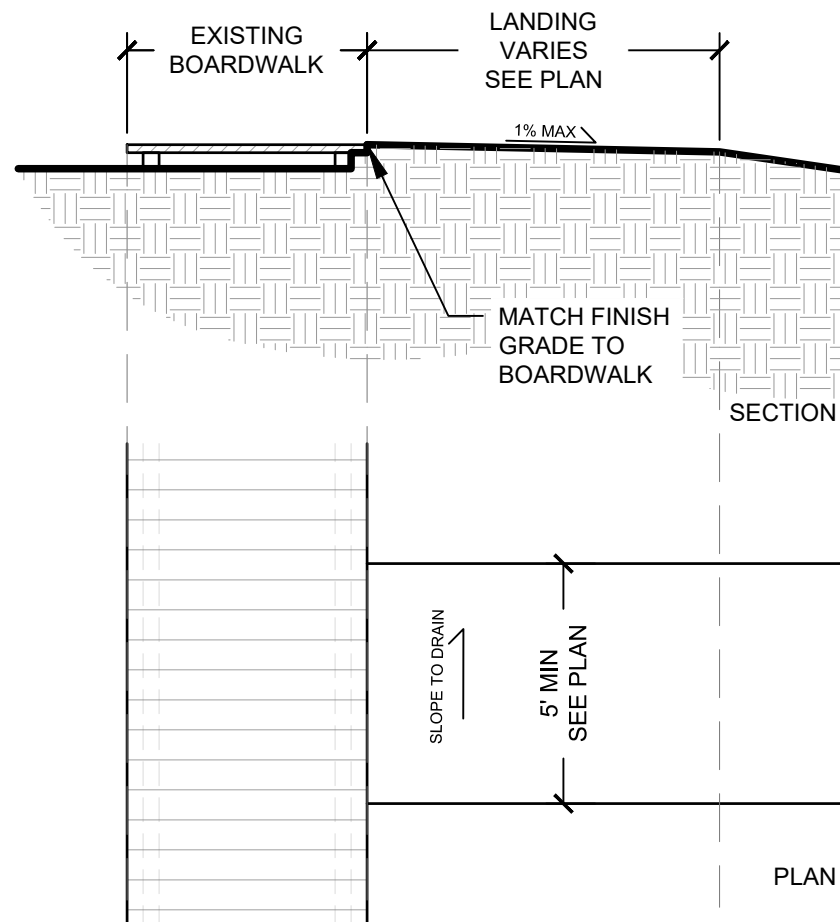 EXISTING
BOARDWALK
LANDING
VARIES
SEE PLAN
1% MAX
MATCH FINISH
GRADE TO
BOARDWALK
SECTION
SLOPE TO DRAIN
5' MIN
SEE PLAN
PLAN